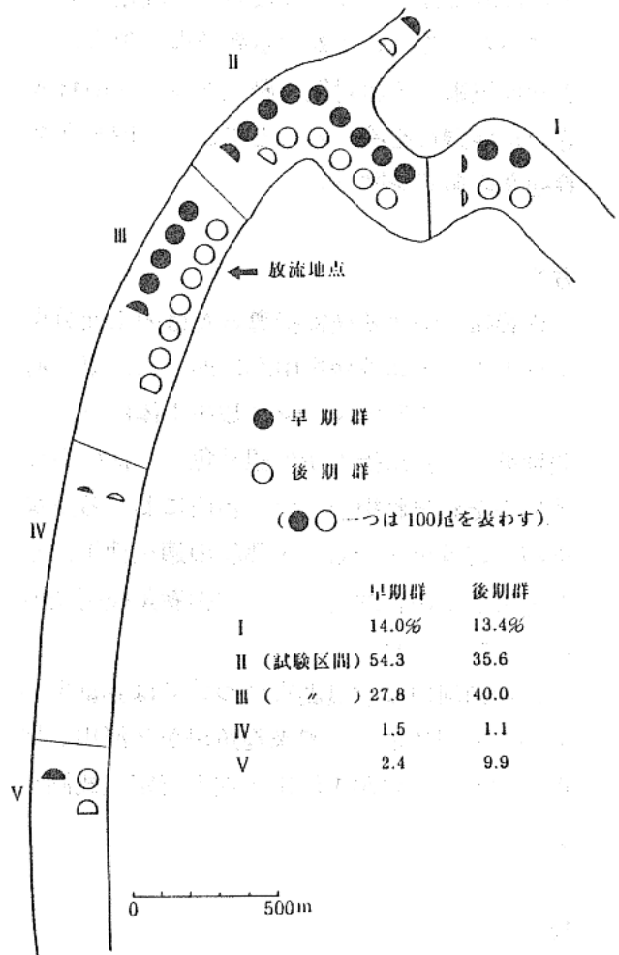 II
I
III
← 放流地点
● 早期群
○ 後期群
(●○一つは100尾を表わす)
IV
早期群 後期群
I 14.0% 13.4%
II (試験区間) 54.3 35.6
III ( 〃 ) 27.8 40.0
IV 1.5 1.1
V 2.4 9.9
V
0 500m